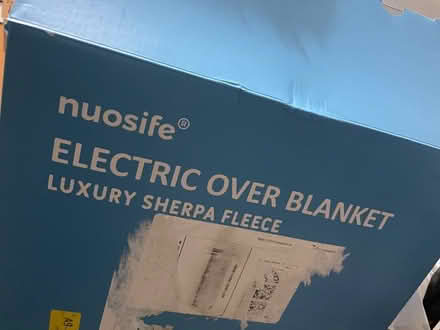 nuosife®
ELECTRIC OVER BLANKET
LUXURY SHERPA FLEECE